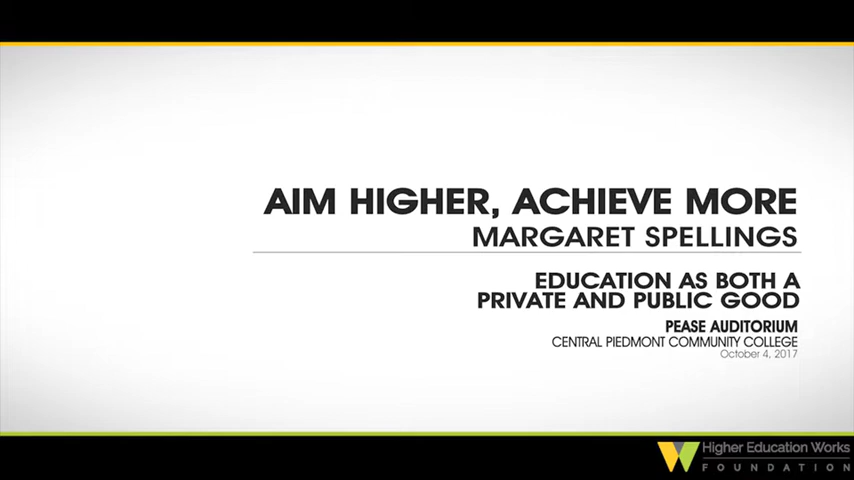 AIM HIGHER, ACHIEVE MORE
MARGARET SPELLINGS
EDUCATION AS BOTH A
PRIVATE AND PUBLIC GOOD
PEASE AUDITORIUM
CENTRAL PIEDMONT COMMUNITY COLLEGE
October 4, 2017
Higher Education Works
FOUNDATION